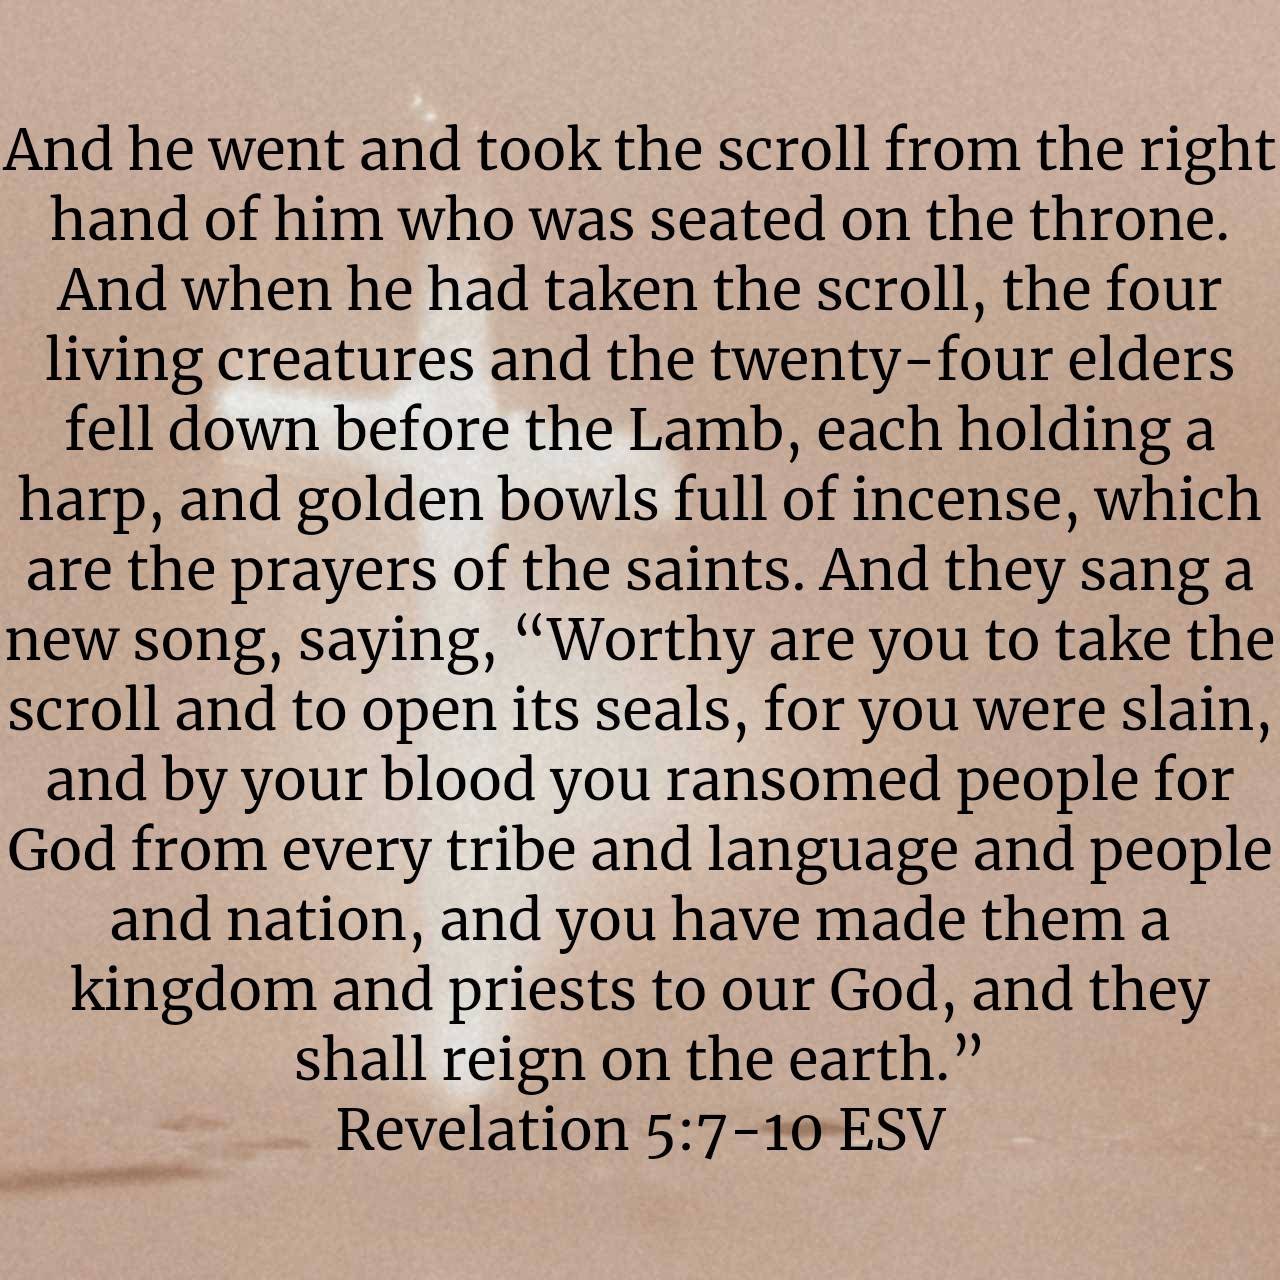 And he went and took the scroll from the right
hand of him who was seated on the throne.
And when he had taken the scroll, the four
living creatures and the twenty-four elders
fell down before the Lamb, each holding a
harp, and golden bowls full of incense, which
are the prayers of the saints. And they sang a
new song, saying, “Worthy are you to take the
scroll and to open its seals, for you were slain,
and by your blood you ransomed people for
God from every tribe and language and people
and nation, and you have made them a
kingdom and priests to our God, and they
shall reign on the earth.”
Revelation 5:7-10 ESV